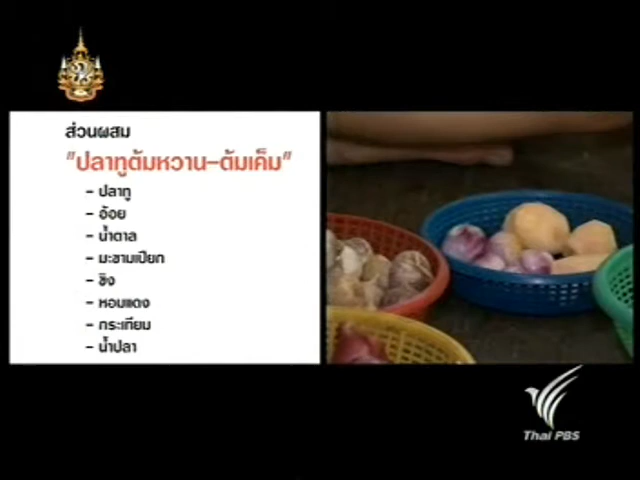 ส่วนผสม
"ปลาทูต้มหวาน-ต้มเค็ม"
- ปลาทู
- อ้อย
- น้ำตาล
- มะขามเปียก
- ขิง
- หอมแดง
- กระเทียม
- น้ำปลา
Thai PBS